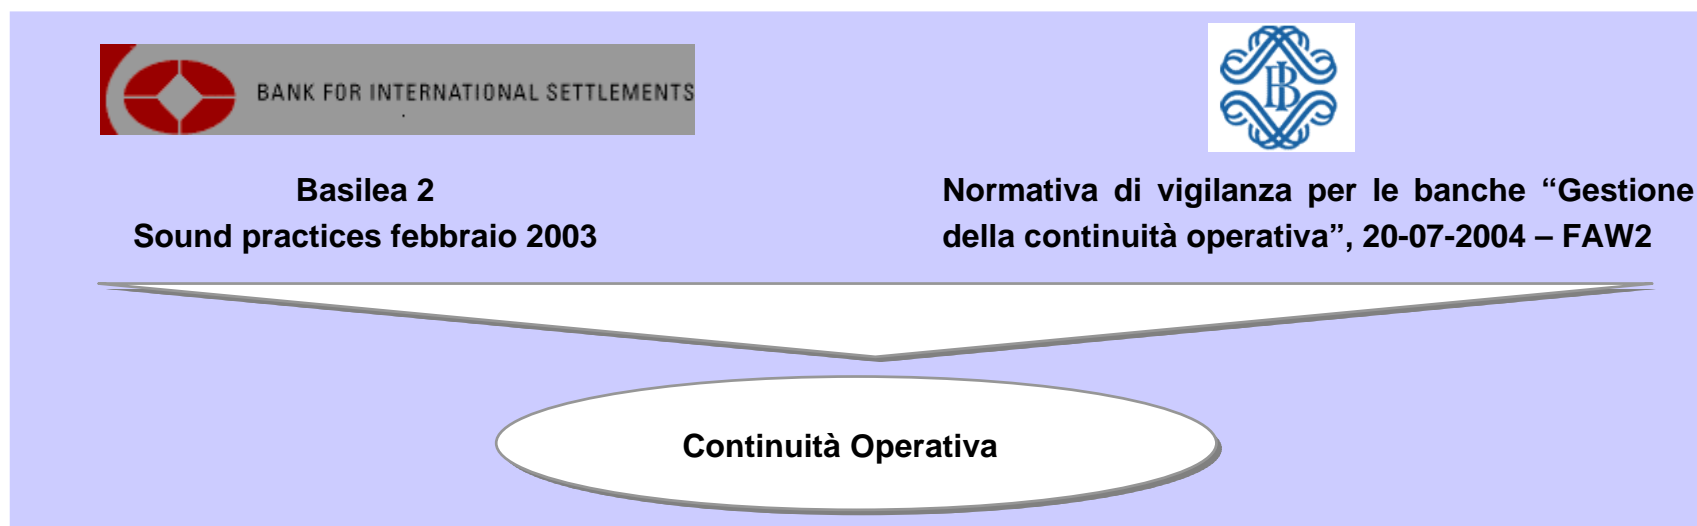 BANK FOR INTERNATIONAL SETTLEMENTS
Basilea 2
Sound practices febbraio 2003
Normativa di vigilanza per le banche “Gestione
della continuità operativa”, 20-07-2004 – FAW2
Continuità Operativa